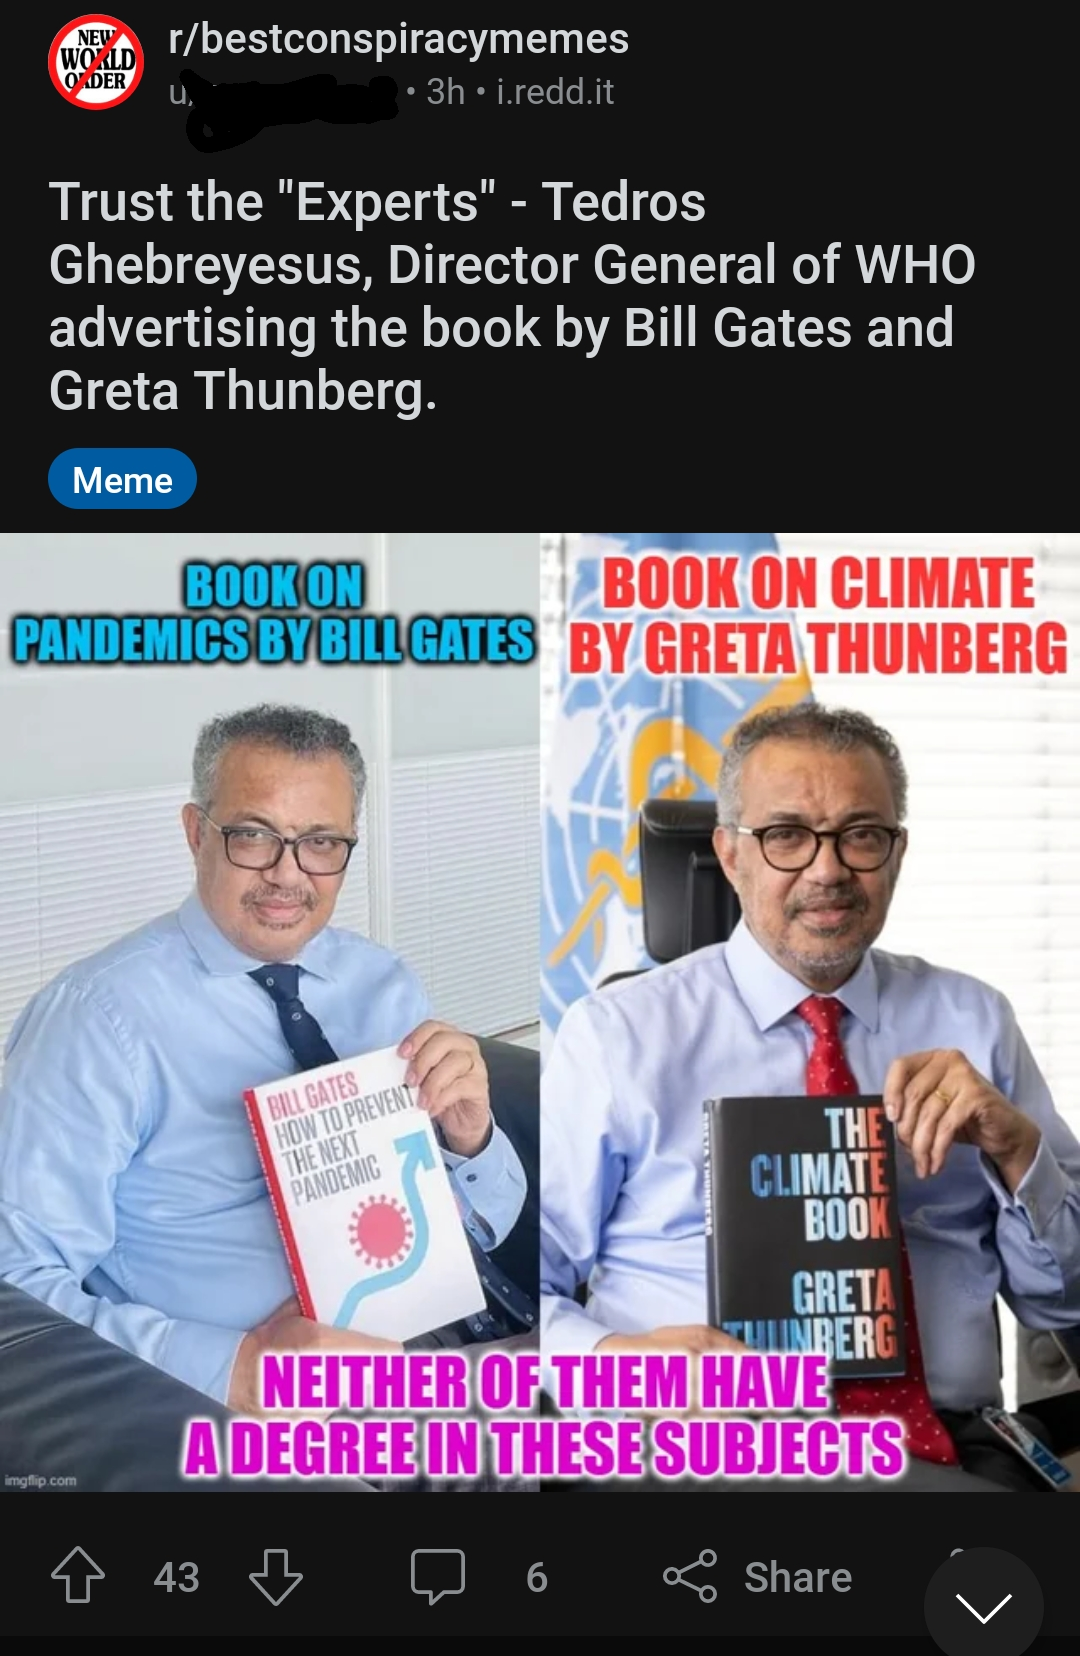 NEW
WORLD
ORDER
r/bestconspiracymemes
u/
• 3h • i.redd.it
Trust the "Experts" - Tedros
Ghebreyesus, Director General of WHO
advertising the book by Bill Gates and
Greta Thunberg.
Meme
BOOK ON
PANDEMICS BY BILL GATES
BOOK ON CLIMATE
BY GRETA THUNBERG
BILL GATES
HOW TO PREVENT
THE NEXT
PANDEMIC
THE
CLIMATE
BOOK
GRETA
THUNBERG
GRETA THUNBERG
NEITHER OF THEM HAVE
A DEGREE IN THESE SUBJECTS
imgflip.com
43
6
Share